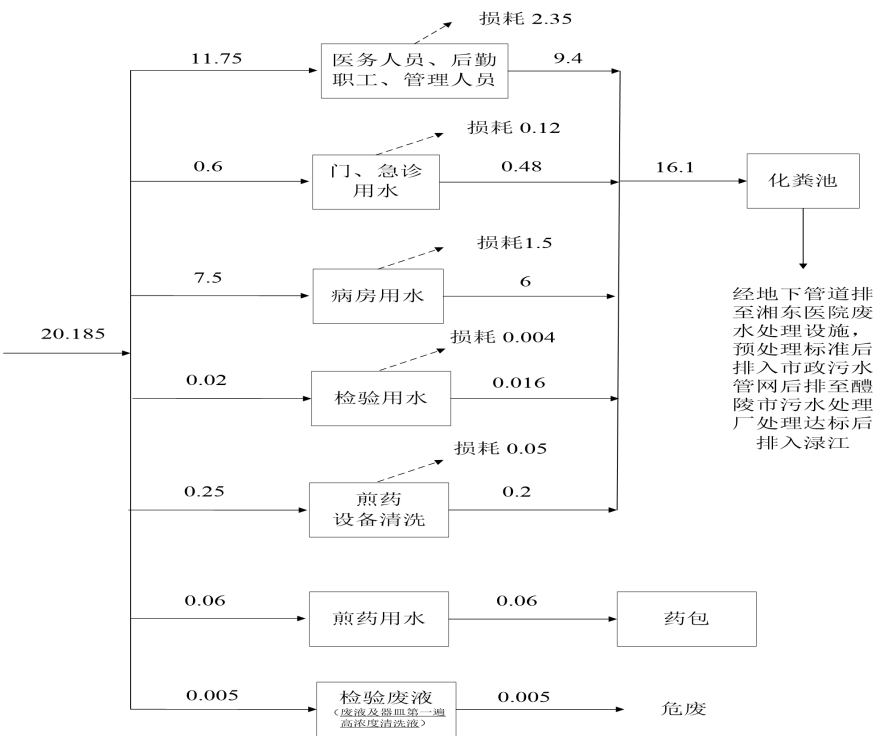 损耗 2.35
11.75
医务人员、后勤
职工、管理人员
9.4
损耗 0.12
0.6
门、急诊
用水
0.48
16.1
化粪池
损耗1.5
7.5
病房用水
6
经地下管道排
至湘东医院废
水处理设施，
预处理标准后
排入市政污水
管网后排至醴
陵市污水处理
厂处理达标后
排入渌江
20.185
损耗 0.004
0.02
检验用水
0.016
损耗 0.05
0.25
煎药
设备清洗
0.2
0.06
煎药用水
0.06
药包
0.005
检验废液
（废液及器皿第一遍
高浓度清洗液）
0.005
危废